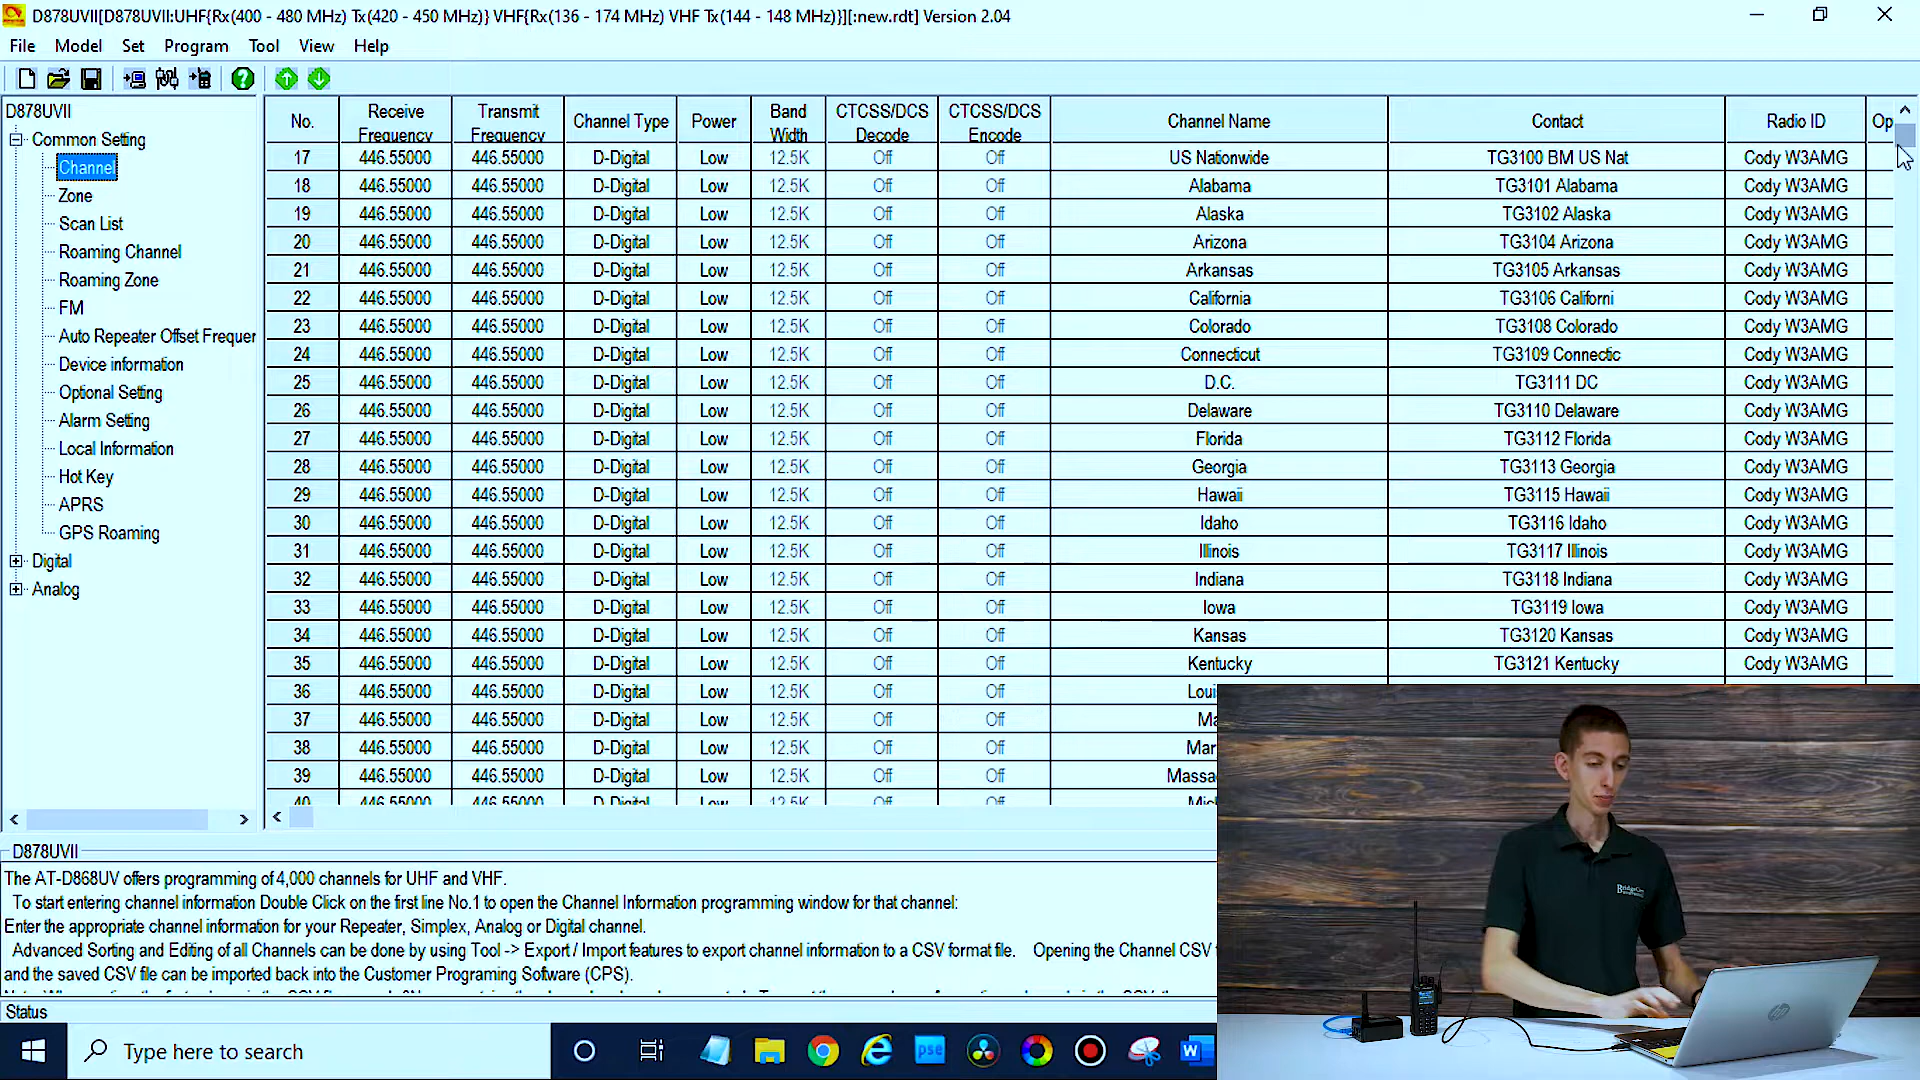 D878UVII[D878UVII:UHF{Rx(400 - 480 MHz) Tx(420 - 450 MHz)} VHF{Rx(136 - 174 MHz) VHF Tx(144 - 148 MHz)}][:new.rdt] Version 2.04
File Model Set Program Tool View Help
D878UVII
Common Setting
Channel
Zone
Scan List
Roaming Channel
Roaming Zone
FM
Auto Repeater Offset Frequer
Device information
Optional Setting
Alarm Setting
Local Information
Hot Key
APRS
GPS Roaming
Digital
Analog
No. Receive Frequency Transmit Frequency Channel Type Power Band Width CTCSS/DCS Decode CTCSS/DCS Encode Channel Name Contact Radio ID Op
17 446.55000 446.55000 D-Digital Low 12.5K Off Off US Nationwide TG3100 BM US Nat Cody W3AMG
18 446.55000 446.55000 D-Digital Low 12.5K Off Off Alabama TG3101 Alabama Cody W3AMG
19 446.55000 446.55000 D-Digital Low 12.5K Off Off Alaska TG3102 Alaska Cody W3AMG
20 446.55000 446.55000 D-Digital Low 12.5K Off Off Arizona TG3104 Arizona Cody W3AMG
21 446.55000 446.55000 D-Digital Low 12.5K Off Off Arkansas TG3105 Arkansas Cody W3AMG
22 446.55000 446.55000 D-Digital Low 12.5K Off Off California TG3106 Californi Cody W3AMG
23 446.55000 446.55000 D-Digital Low 12.5K Off Off Colorado TG3108 Colorado Cody W3AMG
24 446.55000 446.55000 D-Digital Low 12.5K Off Off Connecticut TG3109 Connectic Cody W3AMG
25 446.55000 446.55000 D-Digital Low 12.5K Off Off D.C. TG3111 DC Cody W3AMG
26 446.55000 446.55000 D-Digital Low 12.5K Off Off Delaware TG3110 Delaware Cody W3AMG
27 446.55000 446.55000 D-Digital Low 12.5K Off Off Florida TG3112 Florida Cody W3AMG
28 446.55000 446.55000 D-Digital Low 12.5K Off Off Georgia TG3113 Georgia Cody W3AMG
29 446.55000 446.55000 D-Digital Low 12.5K Off Off Hawaii TG3115 Hawaii Cody W3AMG
30 446.55000 446.55000 D-Digital Low 12.5K Off Off Idaho TG3116 Idaho Cody W3AMG
31 446.55000 446.55000 D-Digital Low 12.5K Off Off Illinois TG3117 Illinois Cody W3AMG
32 446.55000 446.55000 D-Digital Low 12.5K Off Off Indiana TG3118 Indiana Cody W3AMG
33 446.55000 446.55000 D-Digital Low 12.5K Off Off Iowa TG3119 Iowa Cody W3AMG
34 446.55000 446.55000 D-Digital Low 12.5K Off Off Kansas TG3120 Kansas Cody W3AMG
35 446.55000 446.55000 D-Digital Low 12.5K Off Off Kentucky TG3121 Kentucky Cody W3AMG
36 446.55000 446.55000 D-Digital Low 12.5K Off Off Loui
37 446.55000 446.55000 D-Digital Low 12.5K Off Off Ma
38 446.55000 446.55000 D-Digital Low 12.5K Off Off Mar
39 446.55000 446.55000 D-Digital Low 12.5K Off Off Massa
40 446.55000 446.55000 D-Digital Low 12.5K Off Off Mic
D878UVII
The AT-D868UV offers programming of 4,000 channels for UHF and VHF.
To start entering channel information Double Click on the first line No.1 to open the Channel Information programming window for that channel:
Enter the appropriate channel information for your Repeater, Simplex, Analog or Digital channel.
Advanced Sorting and Editing of all Channels can be done by using Tool -> Export / Import features to export channel information to a CSV format file. Opening the Channel CSV
and the saved CSV file can be imported back into the Customer Programing Software (CPS).
Status
Type here to search
pse
W
hp